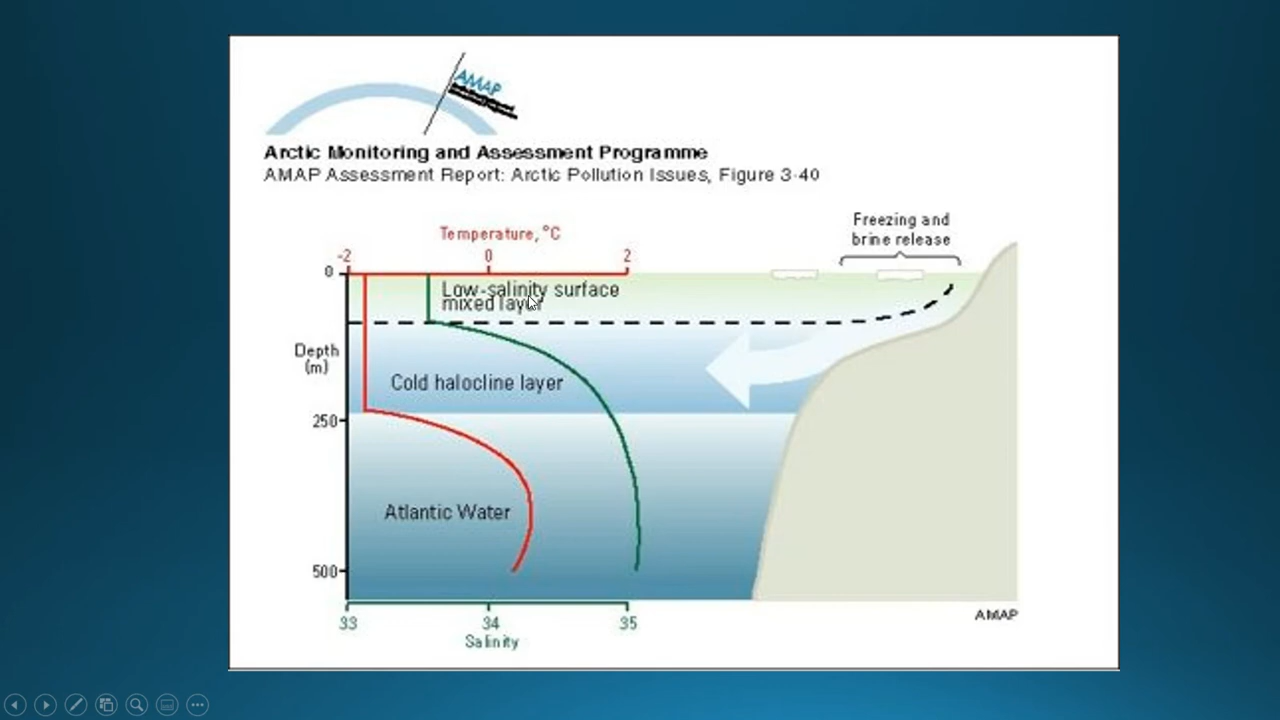 AMAP
Arctic Monitoring and Assessment Programme
AMAP Assessment Report: Arctic Pollution Issues, Figure 3-40
Freezing and
brine release
Temperature, °C
-2 0 2
0
Low-salinity surface
mixed layer
Depth
(m)
Cold halocline layer
250
Atlantic Water
500
33 34 35
Salinity
AMAP